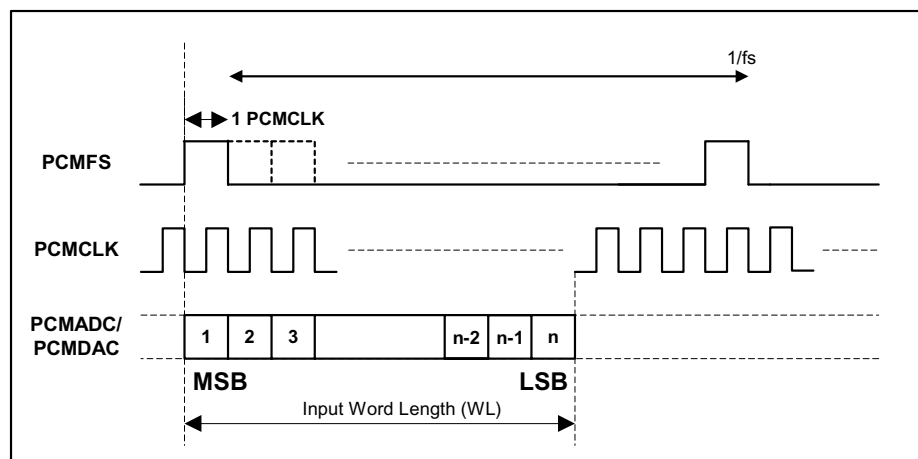 1/fs
1 PCMCLK
PCMFS
PCMCLK
PCMADC/
PCMDAC
1 2 3 n-2 n-1 n
MSB LSB
Input Word Length (WL)